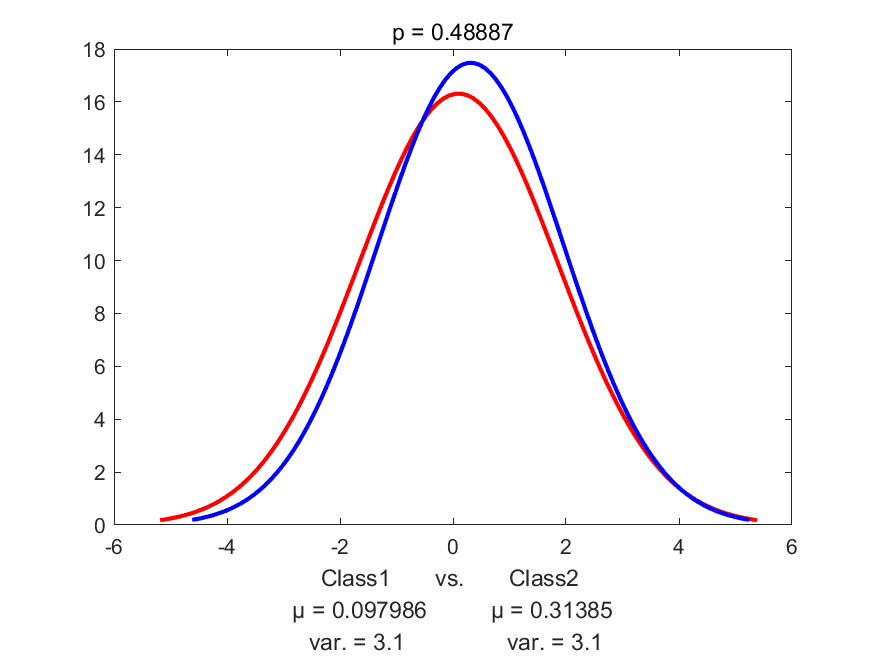 p = 0.48887
18
16
14
12
10
8
6
4
2
0
-6 -4 -2 0 2 4 6
Class1 vs. Class2
μ = 0.097986 μ = 0.31385
var. = 3.1 var. = 3.1